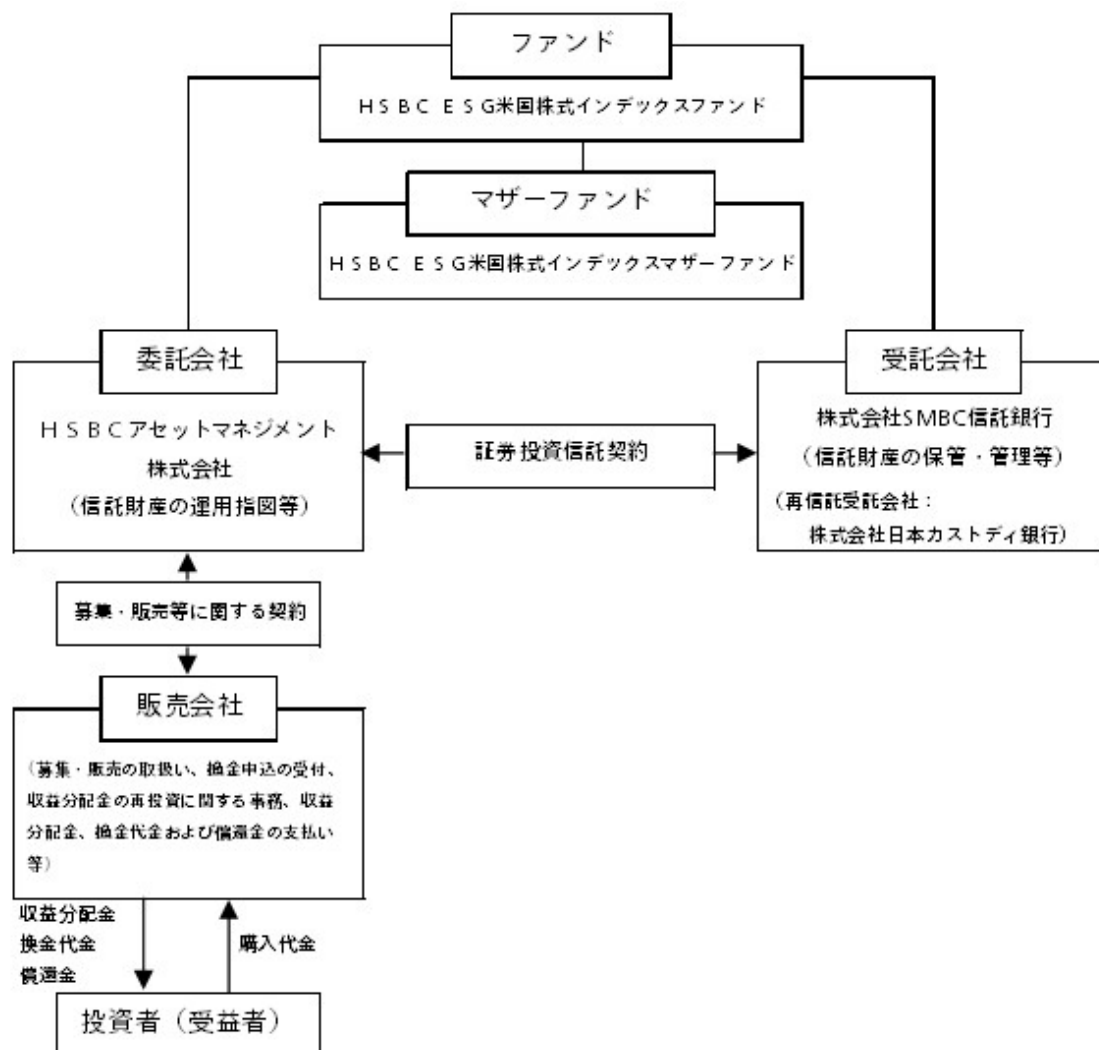 ファンド
ＨＳＢＣ ＥＳＧ米国株式インデックスファンド
マザーファンド
ＨＳＢＣ ＥＳＧ米国株式インデックスマザーファンド
委託会社
ＨＳＢＣアセットマネジメント
株式会社
（信託財産の運用指図等）
証券投資信託契約
受託会社
株式会社SMBC信託銀行
（信託財産の保管・管理等）
（再信託受託会社：
株式会社日本カストディ銀行）
募集・販売等に関する契約
販売会社
（募集・販売の取扱い、換金申込の受付、
収益分配金の再投資に関する事務、収益
分配金、換金代金および償還金の支払い
等）
収益分配金
換金代金
償還金
購入代金
投資者（受益者）